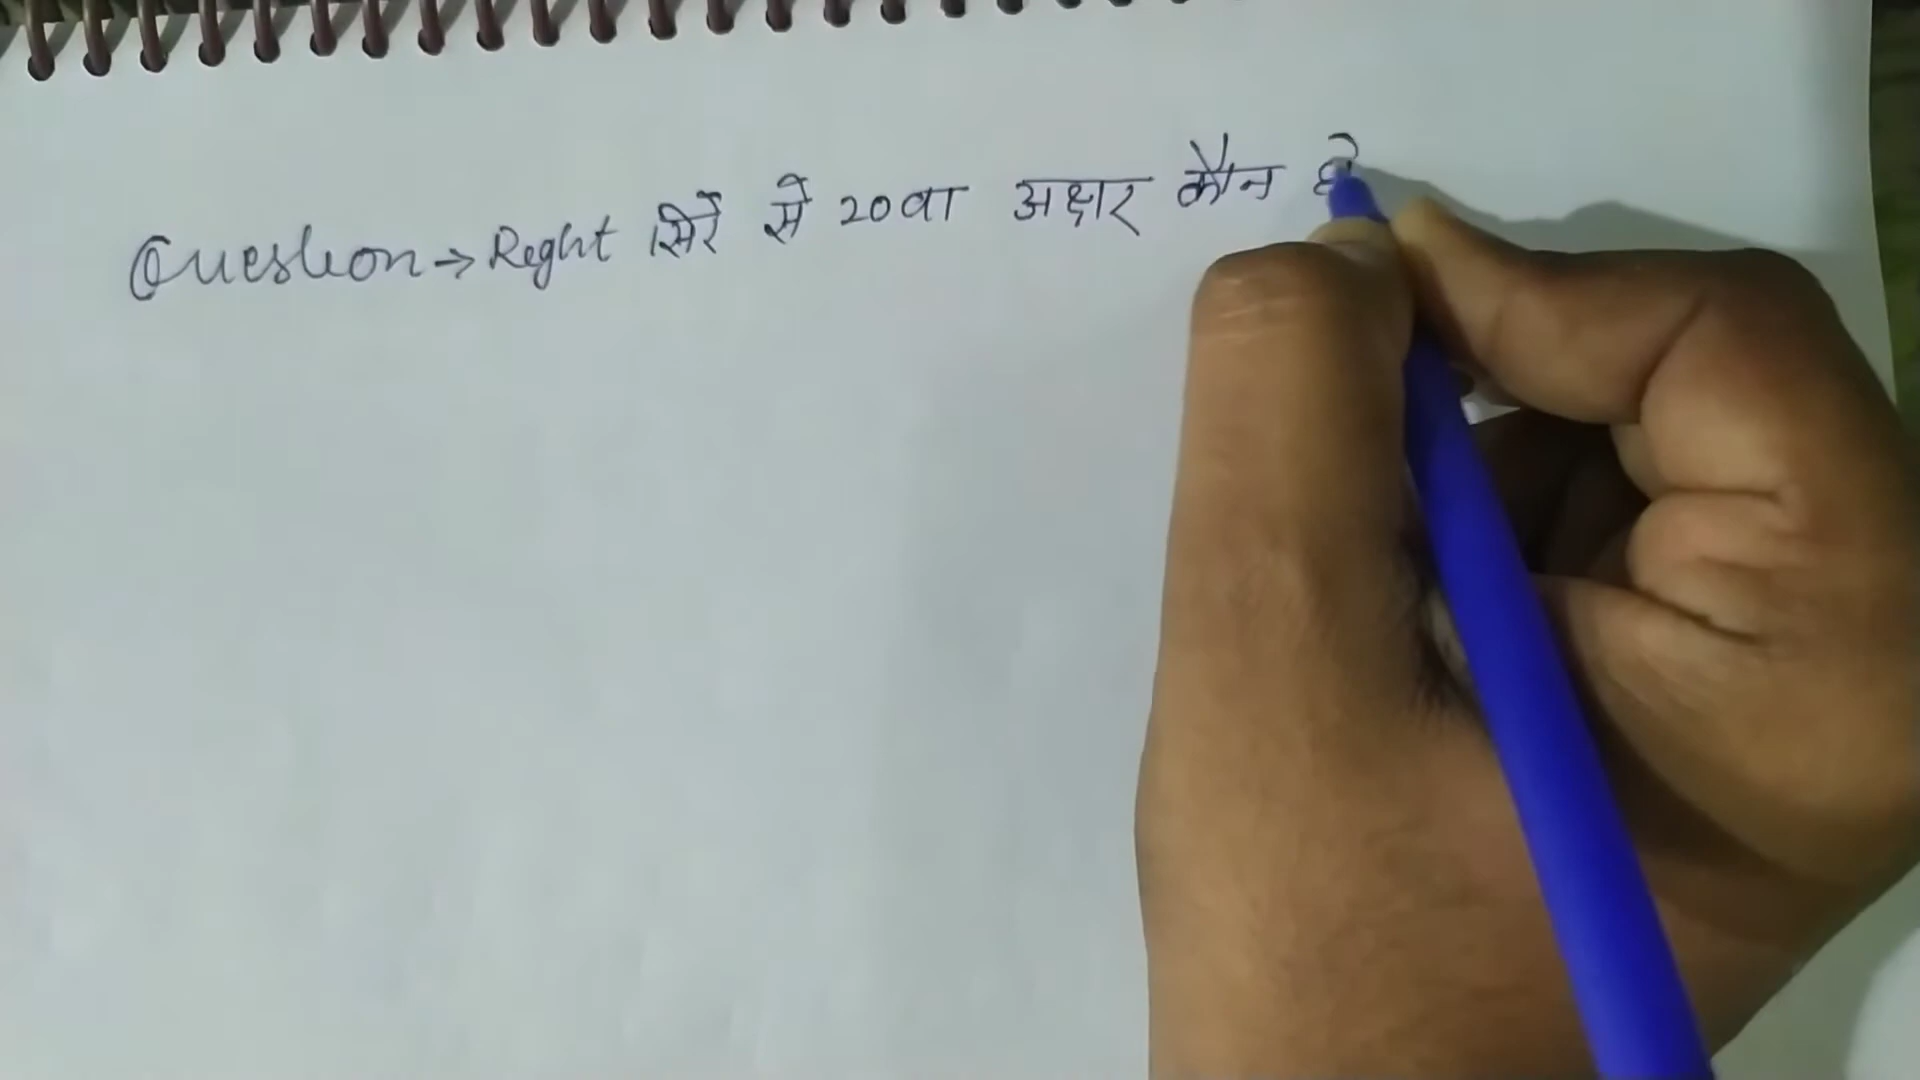 Question → Right सिरे से 20वा अक्षर कौन है